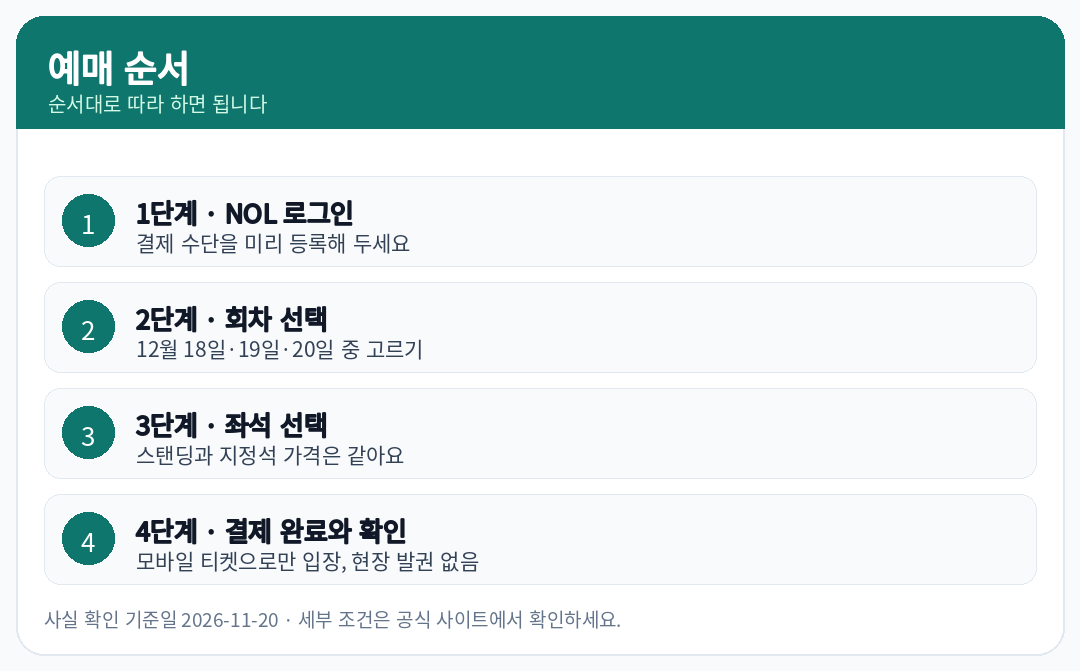 예매 순서
순서대로 따라 하면 됩니다
1
1단계 · NOL 로그인
결제 수단을 미리 등록해 두세요
2
2단계 · 회차 선택
12월 18일·19일·20일 중 고르기
3
3단계 · 좌석 선택
스탠딩과 지정석 가격은 같아요
4
4단계 · 결제 완료와 확인
모바일 티켓으로만 입장, 현장 발권 없음
사실 확인 기준일 2026-11-20 · 세부 조건은 공식 사이트에서 확인하세요.